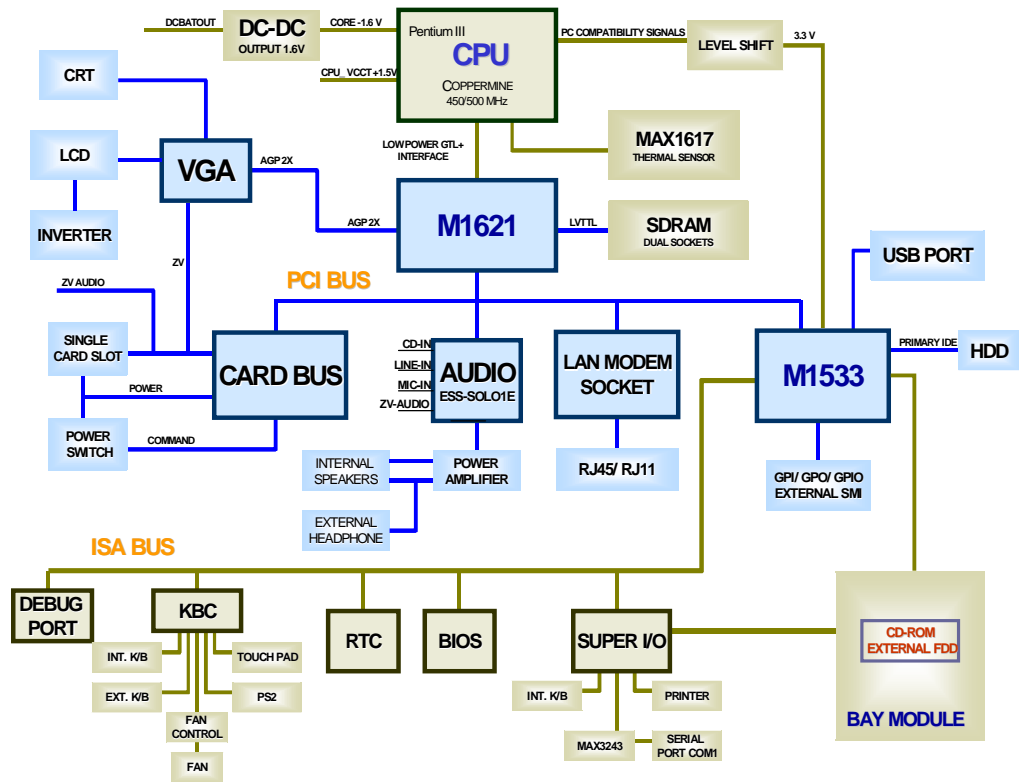 DCBATOUT
DC-DC
OUTPUT 1.6V
CORE -1.6 V
Pentium III
CPU
COPPERMINE
450/500 MHz
PC COMPATIBILITY SIGNALS
LEVEL SHIFT
3.3 V
CPU_VCCT +1.5V
CRT
LCD
INVERTER
VGA
AGP 2X
LOW POWER GTL+
INTERFACE
MAX1617
THERMAL SENSOR
AGP 2X
M1621
LVTTL
SDRAM
DUAL SOCKETS
ZV
USB PORT
PCI BUS
ZV AUDIO
SINGLE
CARD SLOT
CARD BUS
POWER
POWER
SWITCH
COMMAND
CD-IN
LINE-IN
MIC-IN
ZV-AUDIO
AUDIO
ESS-SOLO1E
LAN MODEM
SOCKET
M1533
PRIMARY IDE
HDD
INTERNAL
SPEAKERS
POWER
AMPLIFIER
RJ45/ RJ11
GPI/ GPO/ GPIO
EXTERNAL SMI
EXTERNAL
HEADPHONE
ISA BUS
DEBUG
PORT
KBC
RTC
BIOS
SUPER I/O
CD-ROM
EXTERNAL FDD
BAY MODULE
INT. K/B
TOUCH PAD
EXT. K/B
PS2
FAN
CONTROL
FAN
INT. K/B
PRINTER
MAX3243
SERIAL
PORT COM1